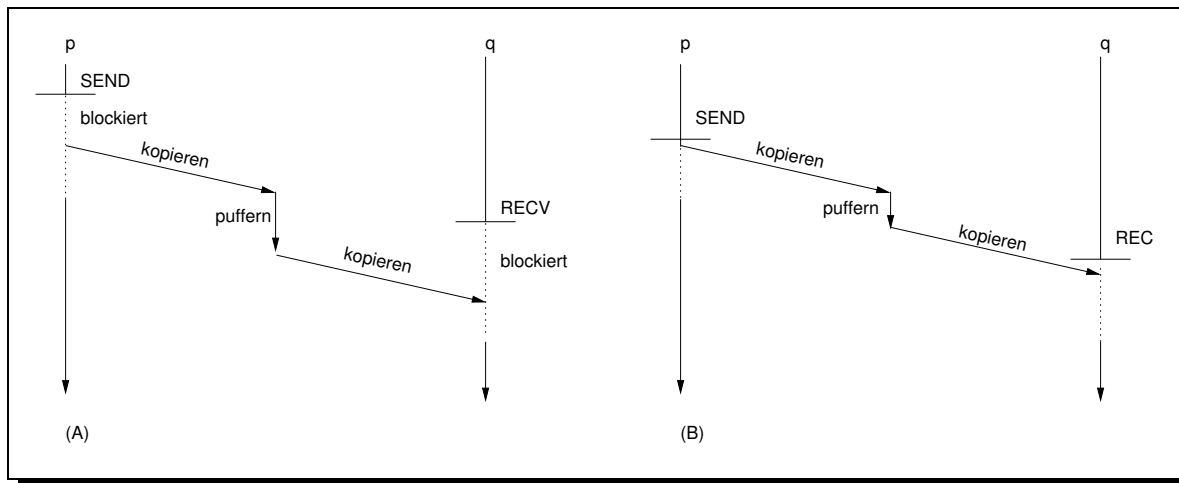 p
q
SEND
blockiert
kopieren
puffern
RECV
kopieren
blockiert
(A)
p
q
SEND
kopieren
puffern
REC
kopieren
(B)